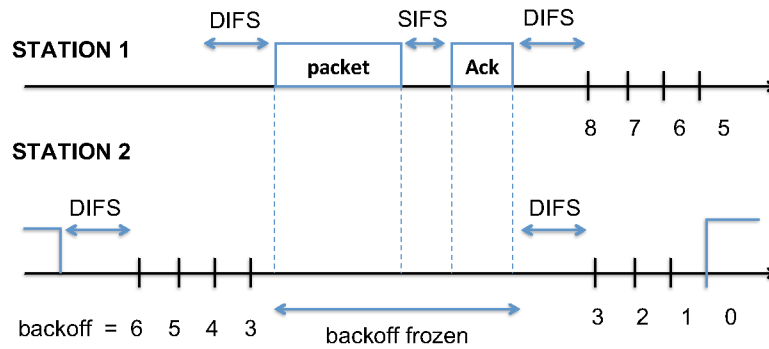 DIFS SIFS DIFS
STATION 1
packet Ack
8 7 6 5
STATION 2
DIFS DIFS
3 2 1 0
backoff = 6 5 4 3
backoff frozen